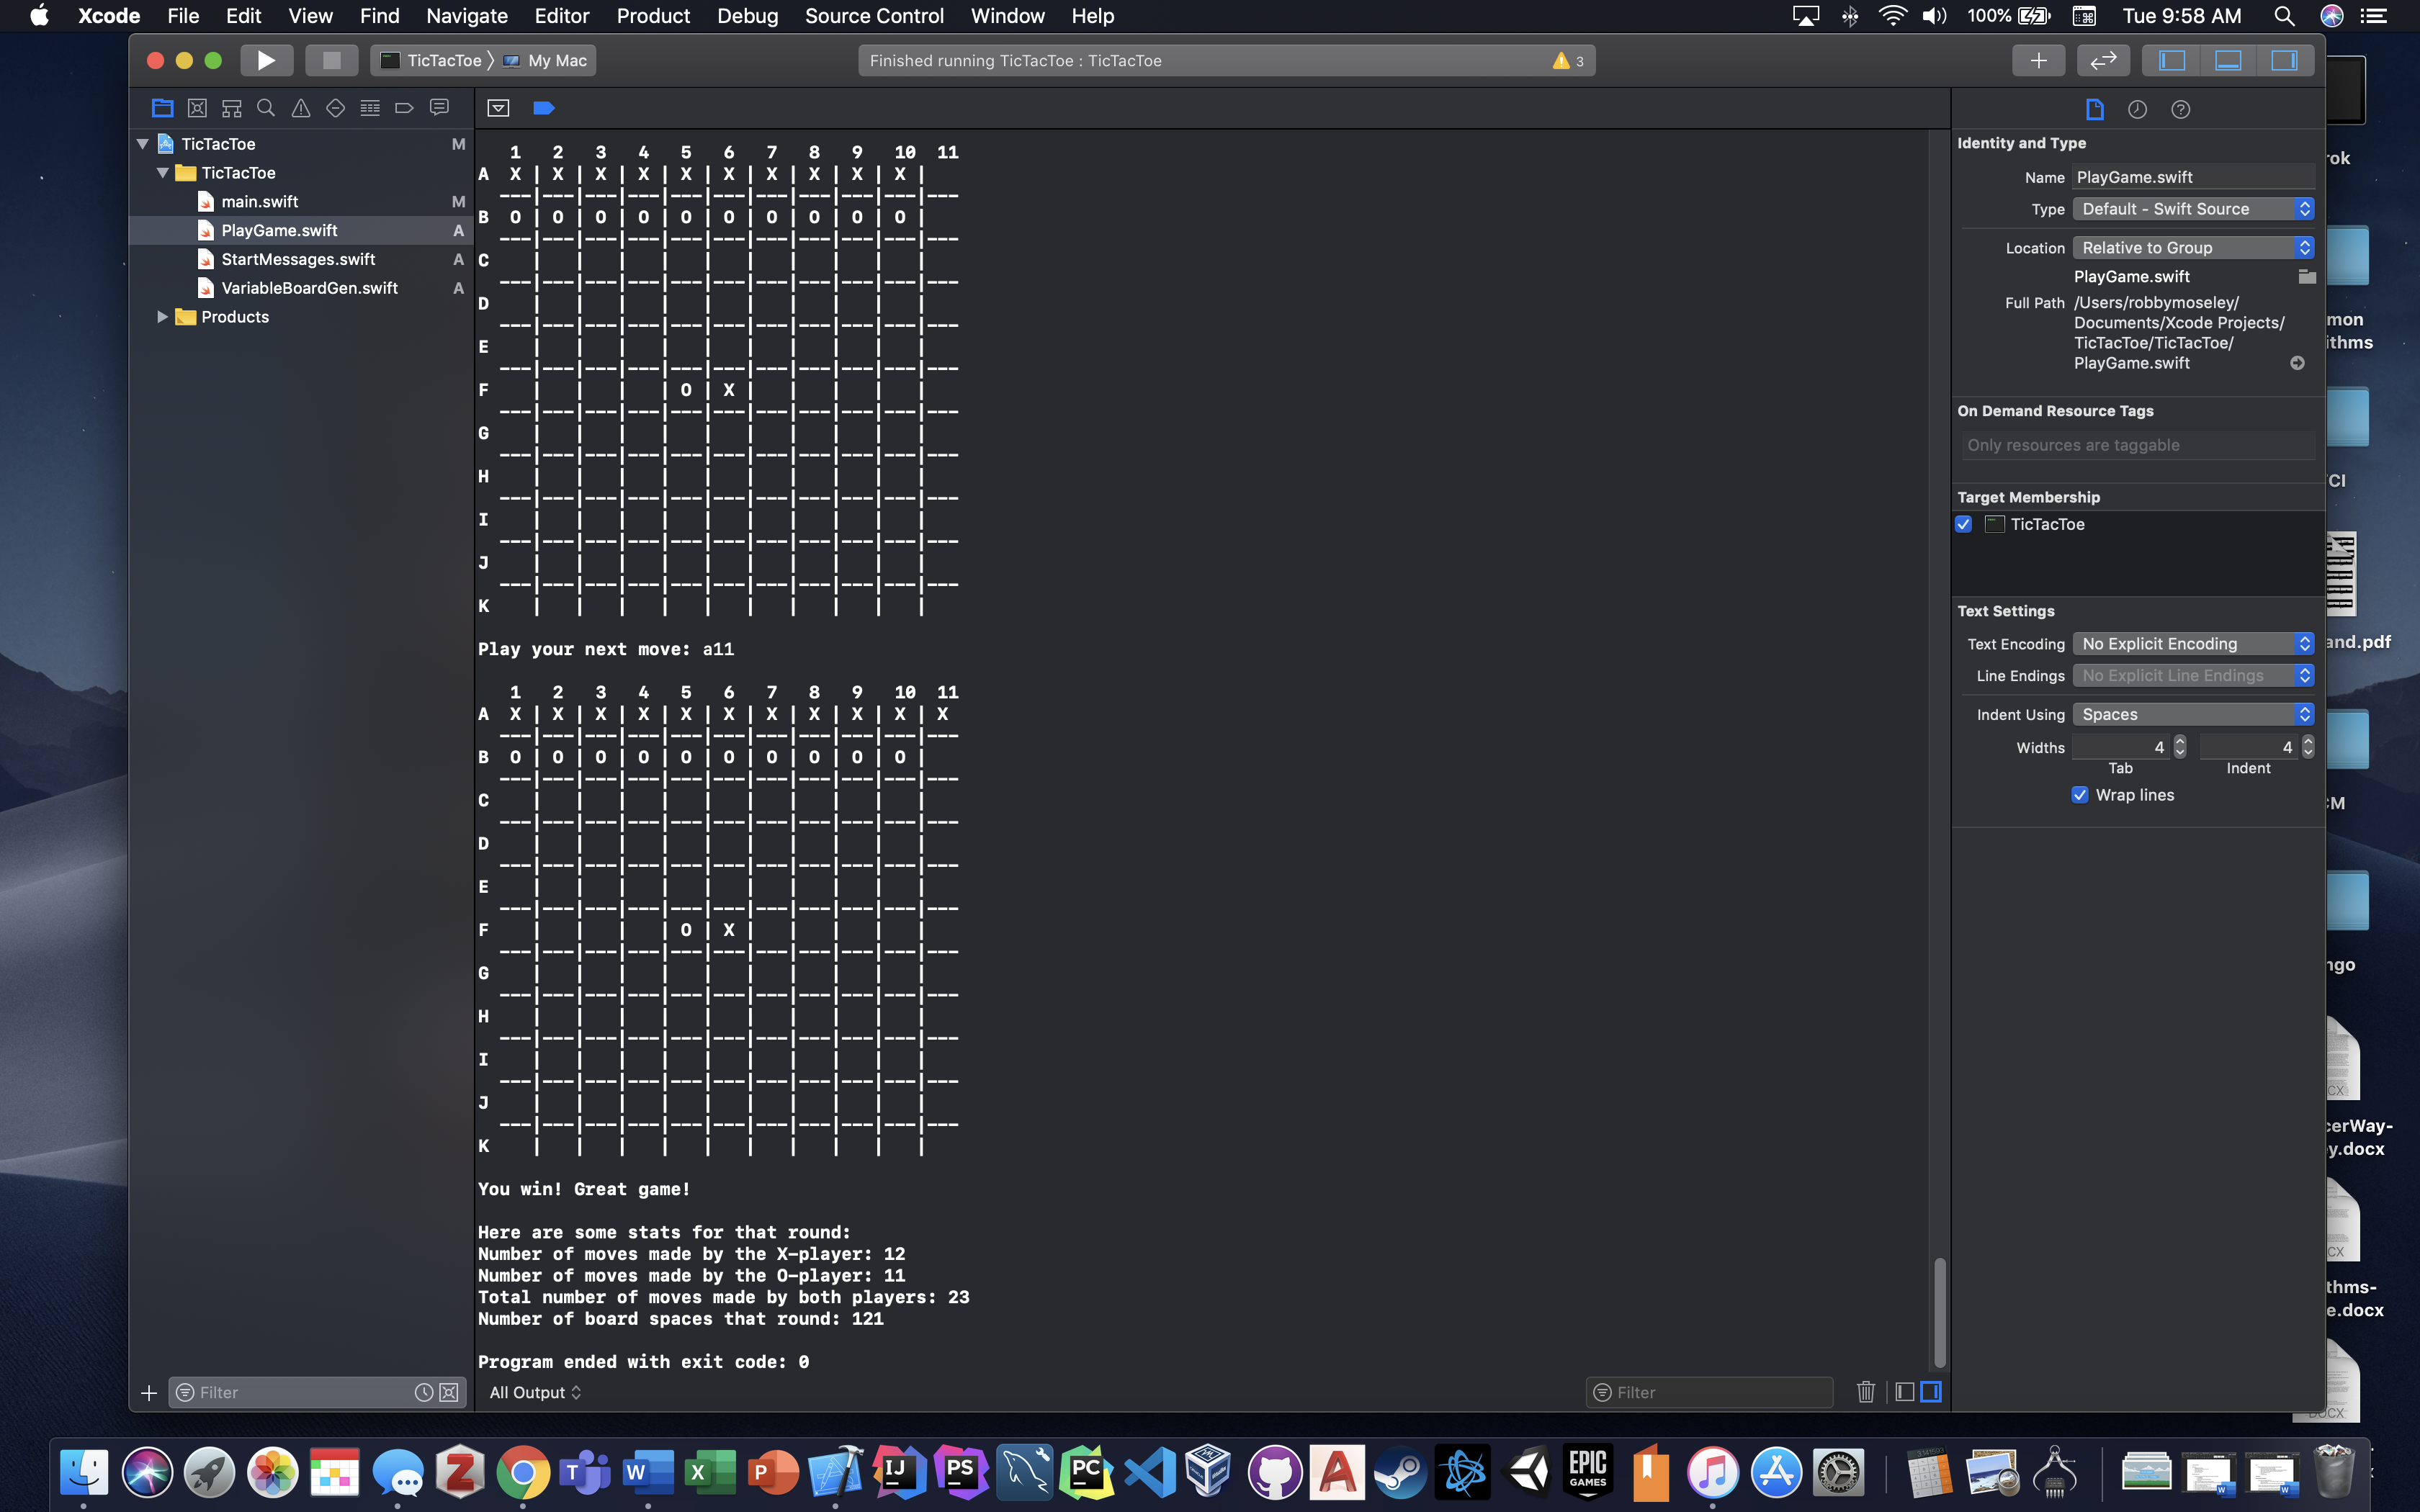 Xcode File Edit View Find Navigate Editor Product Debug Source Control Window Help 100% Tue 9:58 AM
TicTacToe My Mac Finished running TicTacToe : TicTacToe 3
TicTacToe M
TicTacToe
main.swift M
PlayGame.swift A
StartMessages.swift A
VariableBoardGen.swift A
Products
1 2 3 4 5 6 7 8 9 10 11
A X | X | X | X | X | X | X | X | X | X |
---|---|---|---|---|---|---|---|---|---|---
B O | O | O | O | O | O | O | O | O | O |
---|---|---|---|---|---|---|---|---|---|---
C | | | | | | | | | |
---|---|---|---|---|---|---|---|---|---|---
D | | | | | | | | | |
---|---|---|---|---|---|---|---|---|---|---
E | | | | | | | | | |
---|---|---|---|---|---|---|---|---|---|---
F | | | | O | X | | | | |
---|---|---|---|---|---|---|---|---|---|---
G | | | | | | | | | |
---|---|---|---|---|---|---|---|---|---|---
H | | | | | | | | | |
---|---|---|---|---|---|---|---|---|---|---
I | | | | | | | | | |
---|---|---|---|---|---|---|---|---|---|---
J | | | | | | | | | |
---|---|---|---|---|---|---|---|---|---|---
K | | | | | | | | | |
Play your next move: a11
1 2 3 4 5 6 7 8 9 10 11
A X | X | X | X | X | X | X | X | X | X | X
---|---|---|---|---|---|---|---|---|---|---
B O | O | O | O | O | O | O | O | O | O |
---|---|---|---|---|---|---|---|---|---|---
C | | | | | | | | | |
---|---|---|---|---|---|---|---|---|---|---
D | | | | | | | | | |
---|---|---|---|---|---|---|---|---|---|---
E | | | | | | | | | |
---|---|---|---|---|---|---|---|---|---|---
F | | | | O | X | | | | |
---|---|---|---|---|---|---|---|---|---|---
G | | | | | | | | | |
---|---|---|---|---|---|---|---|---|---|---
H | | | | | | | | | |
---|---|---|---|---|---|---|---|---|---|---
I | | | | | | | | | |
---|---|---|---|---|---|---|---|---|---|---
J | | | | | | | | | |
---|---|---|---|---|---|---|---|---|---|---
K | | | | | | | | | |
You win! Great game!
Here are some stats for that round:
Number of moves made by the X-player: 12
Number of moves made by the O-player: 11
Total number of moves made by both players: 23
Number of board spaces that round: 121
Program ended with exit code: 0
Filter
All Output
Filter
Identity and Type
Name PlayGame.swift
Type Default - Swift Source
Location Relative to Group
PlayGame.swift
Full Path /Users/robbymoseley/
Documents/Xcode Projects/
TicTacToe/TicTacToe/
PlayGame.swift
On Demand Resource Tags
Only resources are taggable
Target Membership
TicTacToe
Text Settings
Text Encoding No Explicit Encoding
Line Endings No Explicit Line Endings
Indent Using Spaces
Widths 4 4
Tab Indent
Wrap lines
rok
mon
ithms
CI
and.pdf
CM
ngo
cerWay-
y.docx
thms-
e.docx
DOCX
T W X P IJ PS PC A EPIC GAMES